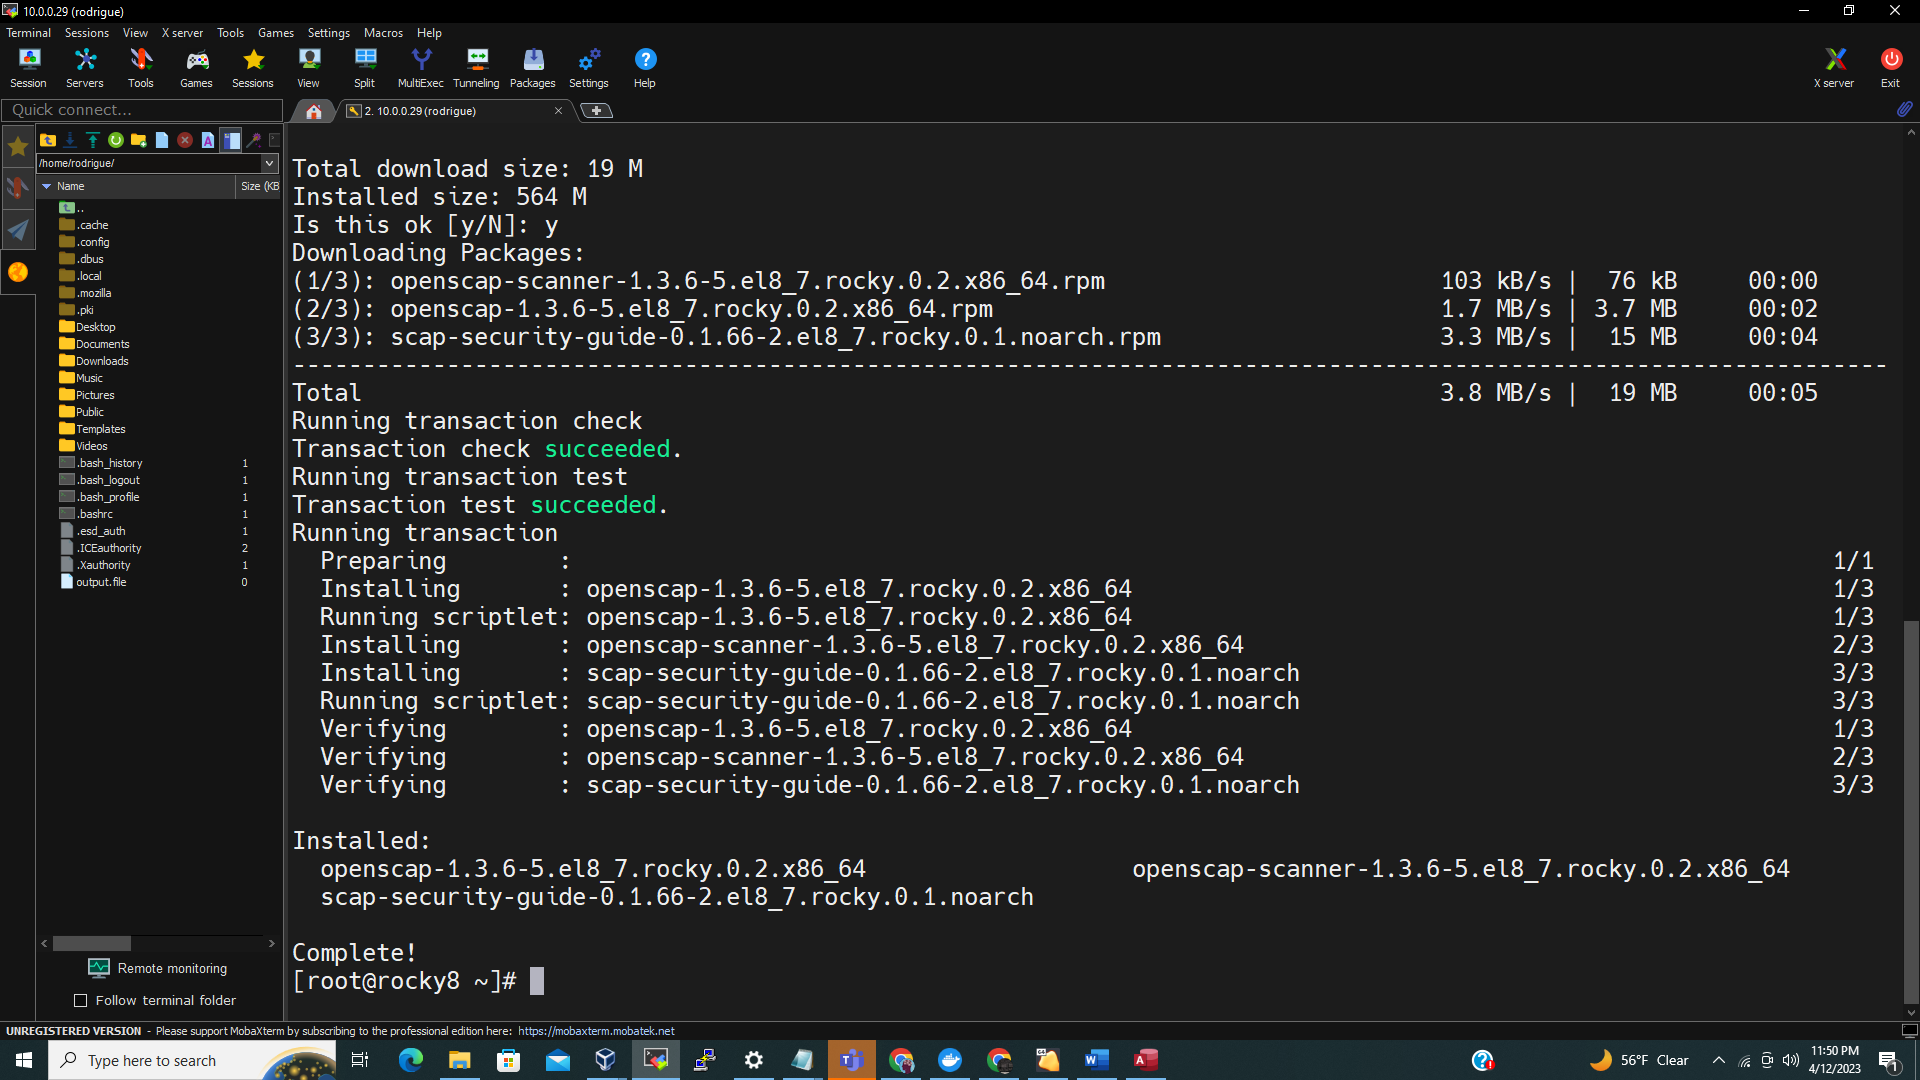 10.0.0.29 (rodrigue)
Terminal Sessions View X server Tools Games Settings Macros Help
Session Servers Tools Games Sessions View Split MultiExec Tunneling Packages Settings Help X server Exit
Quick connect...
2. 10.0.0.29 (rodrigue)
/home/rodrigue/
Name Size (KB
..
.cache
.config
.dbus
.local
.mozilla
.pki
Desktop
Documents
Downloads
Music
Pictures
Public
Templates
Videos
.bash_history 1
.bash_logout 1
.bash_profile 1
.bashrc 1
.esd_auth 1
.ICEauthority 2
.Xauthority 1
output.file 0
Remote monitoring
Follow terminal folder
Total download size: 19 M
Installed size: 564 M
Is this ok [y/N]: y
Downloading Packages:
(1/3): openscap-scanner-1.3.6-5.el8_7.rocky.0.2.x86_64.rpm 103 kB/s | 76 kB 00:00
(2/3): openscap-1.3.6-5.el8_7.rocky.0.2.x86_64.rpm 1.7 MB/s | 3.7 MB 00:02
(3/3): scap-security-guide-0.1.66-2.el8_7.rocky.0.1.noarch.rpm 3.3 MB/s | 15 MB 00:04
------------------------------------------------------------------------------------------------------------------
Total 3.8 MB/s | 19 MB 00:05
Running transaction check
Transaction check succeeded.
Running transaction test
Transaction test succeeded.
Running transaction
Preparing : 1/1
Installing : openscap-1.3.6-5.el8_7.rocky.0.2.x86_64 1/3
Running scriptlet: openscap-1.3.6-5.el8_7.rocky.0.2.x86_64 1/3
Installing : openscap-scanner-1.3.6-5.el8_7.rocky.0.2.x86_64 2/3
Installing : scap-security-guide-0.1.66-2.el8_7.rocky.0.1.noarch 3/3
Running scriptlet: scap-security-guide-0.1.66-2.el8_7.rocky.0.1.noarch 3/3
Verifying : openscap-1.3.6-5.el8_7.rocky.0.2.x86_64 1/3
Verifying : openscap-scanner-1.3.6-5.el8_7.rocky.0.2.x86_64 2/3
Verifying : scap-security-guide-0.1.66-2.el8_7.rocky.0.1.noarch 3/3
Installed:
openscap-1.3.6-5.el8_7.rocky.0.2.x86_64 openscap-scanner-1.3.6-5.el8_7.rocky.0.2.x86_64
scap-security-guide-0.1.66-2.el8_7.rocky.0.1.noarch
Complete!
[root@rocky8 ~]#
UNREGISTERED VERSION - Please support MobaXterm by subscribing to the professional edition here: https://mobaxterm.mobatek.net
Type here to search
56°F Clear
11:50 PM
4/12/2023
1